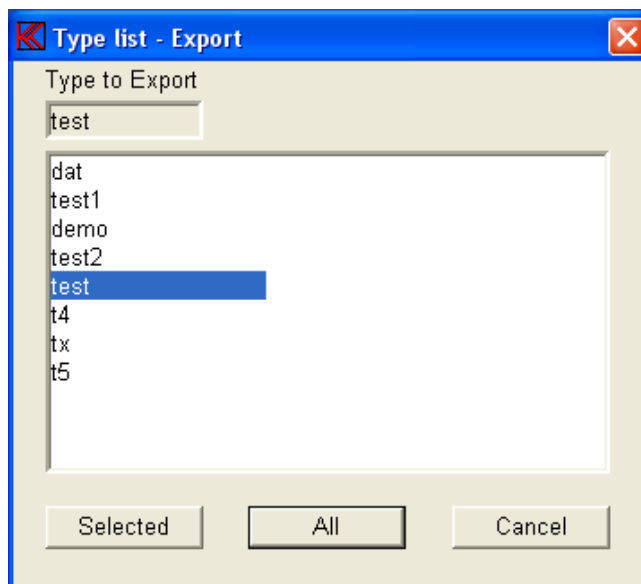 Type list - Export
Type to Export
test
dat
test1
demo
test2
test
t4
tx
t5
Selected All Cancel